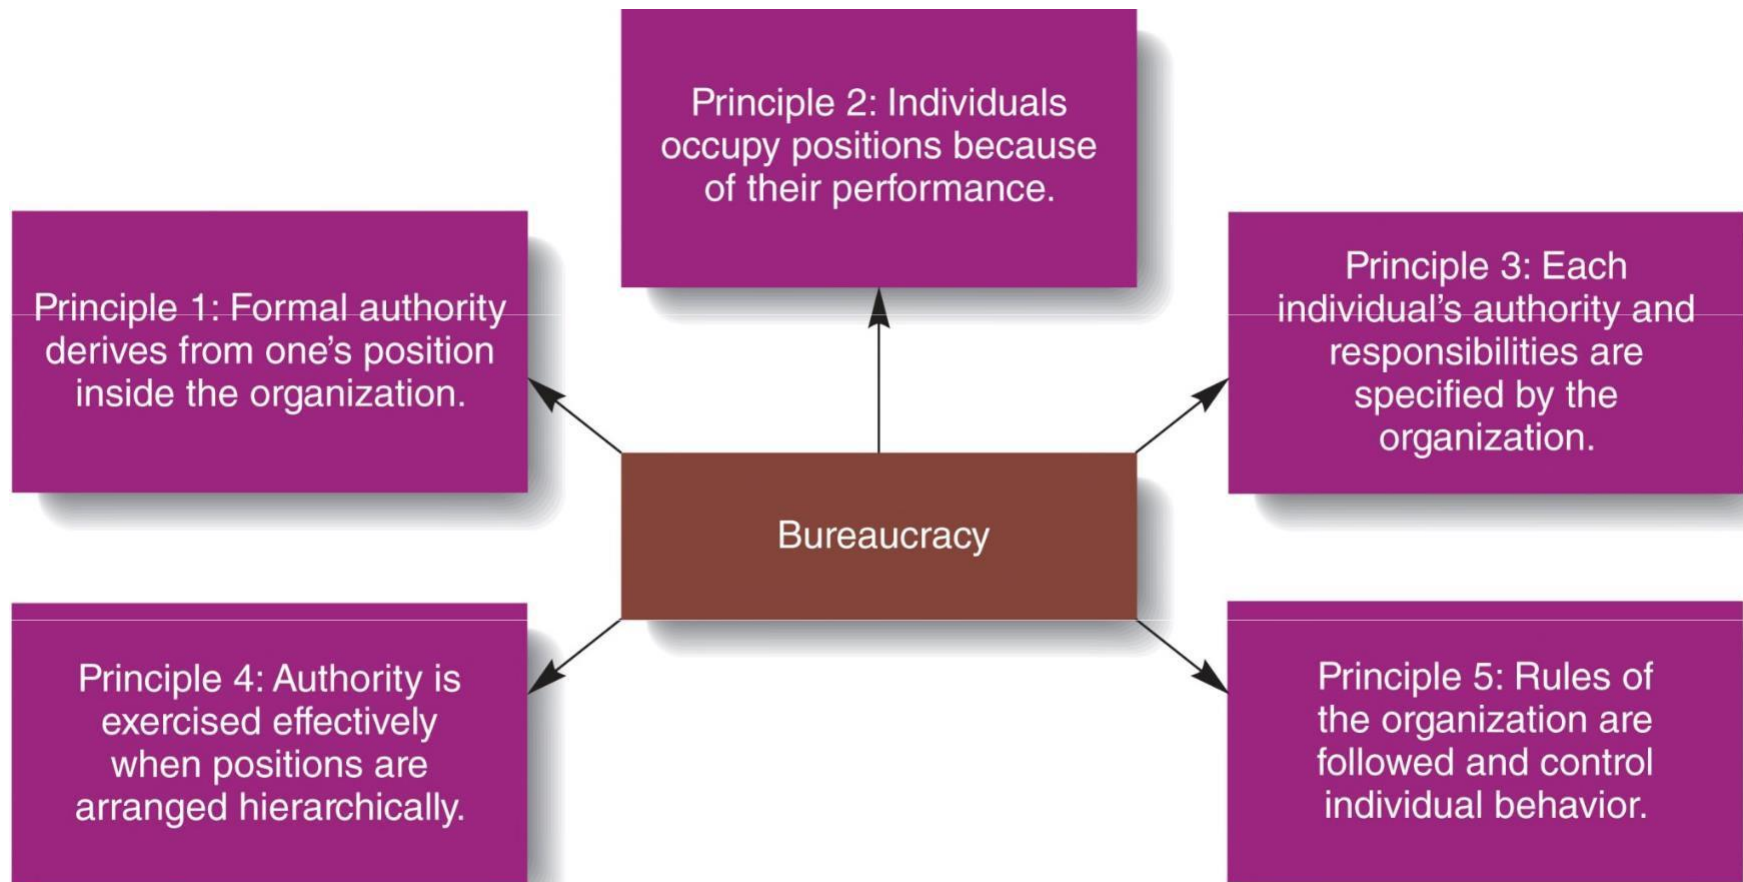 Principle 1: Formal authority
derives from one's position
inside the organization.
Principle 2: Individuals
occupy positions because
of their performance.
Principle 3: Each
individual's authority and
responsibilities are
specified by the
organization.
Bureaucracy
Principle 4: Authority is
exercised effectively
when positions are
arranged hierarchically.
Principle 5: Rules of
the organization are
followed and control
individual behavior.